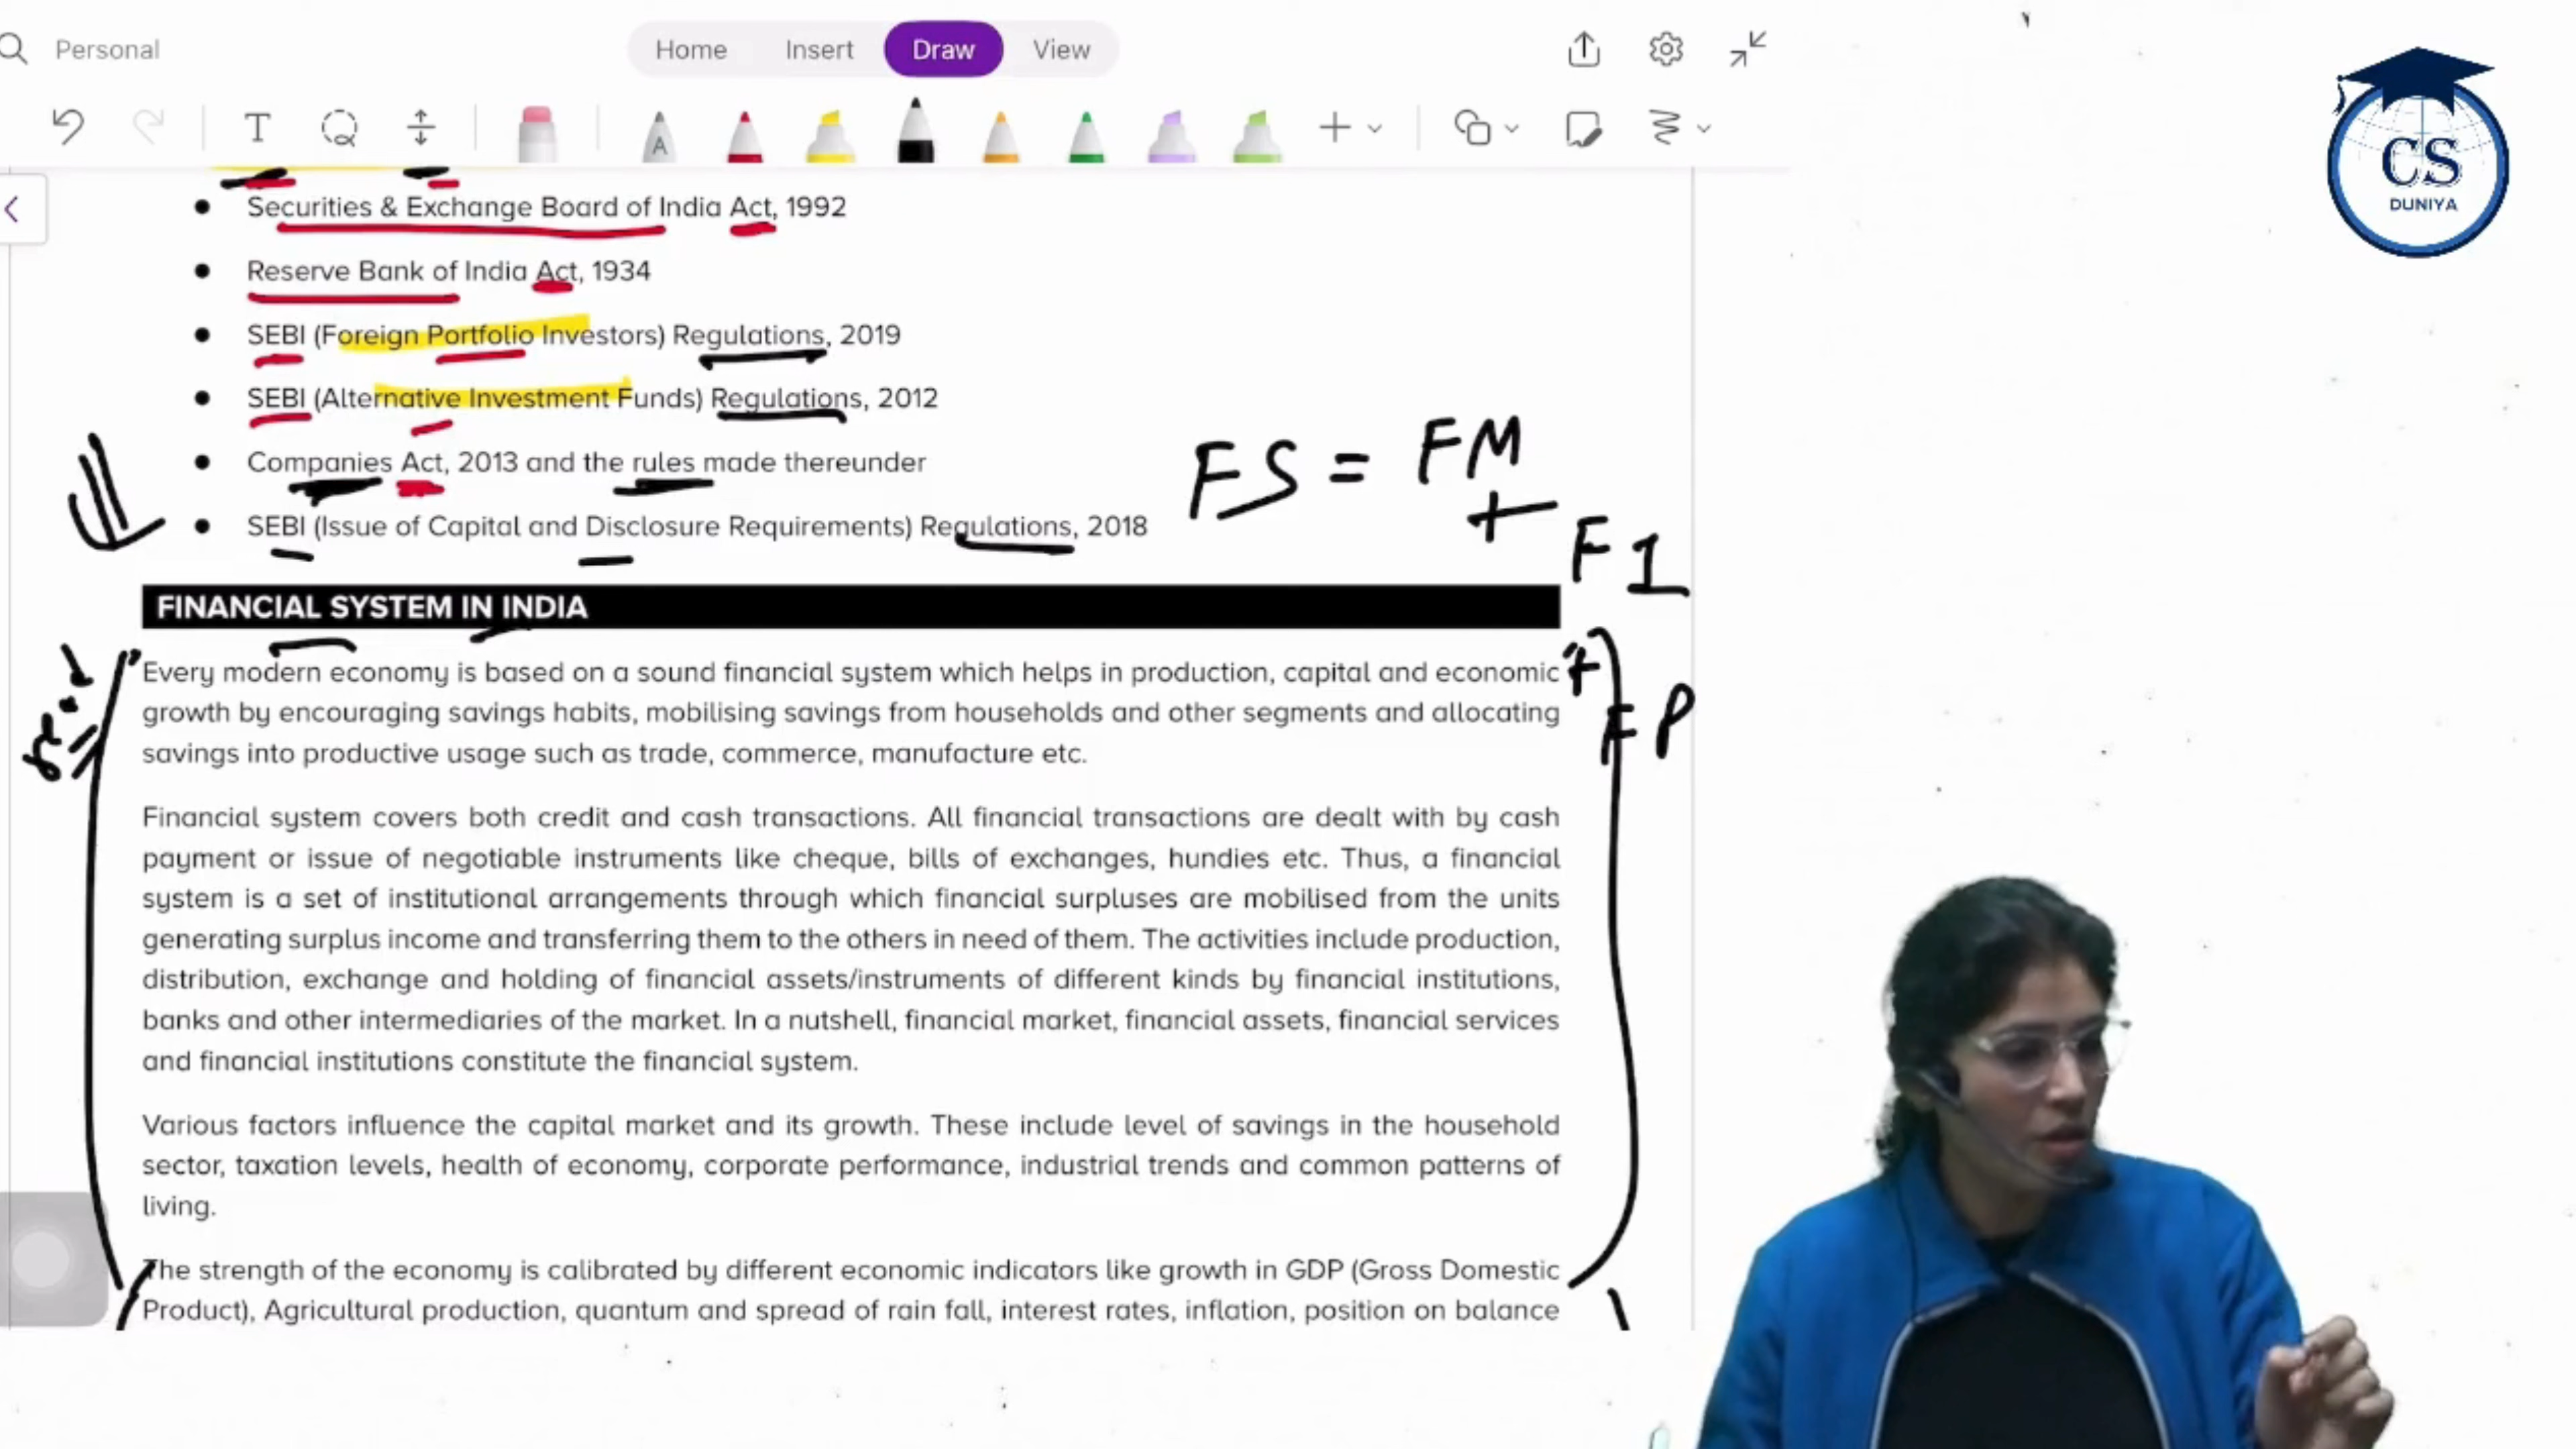 Personal
Home Insert Draw View
CS
DUNIYA
T
A
• Securities & Exchange Board of India Act, 1992
• Reserve Bank of India Act, 1934
• SEBI (Foreign Portfolio Investors) Regulations, 2019
• SEBI (Alternative Investment Funds) Regulations, 2012
• Companies Act, 2013 and the rules made thereunder
• SEBI (Issue of Capital and Disclosure Requirements) Regulations, 2018
FS = FM
+
FI
+
FP
FINANCIAL SYSTEM IN INDIA
Every modern economy is based on a sound financial system which helps in production, capital and economic
growth by encouraging savings habits, mobilising savings from households and other segments and allocating
savings into productive usage such as trade, commerce, manufacture etc.
Financial system covers both credit and cash transactions. All financial transactions are dealt with by cash
payment or issue of negotiable instruments like cheque, bills of exchanges, hundies etc. Thus, a financial
system is a set of institutional arrangements through which financial surpluses are mobilised from the units
generating surplus income and transferring them to the others in need of them. The activities include production,
distribution, exchange and holding of financial assets/instruments of different kinds by financial institutions,
banks and other intermediaries of the market. In a nutshell, financial market, financial assets, financial services
and financial institutions constitute the financial system.
Various factors influence the capital market and its growth. These include level of savings in the household
sector, taxation levels, health of economy, corporate performance, industrial trends and common patterns of
living.
The strength of the economy is calibrated by different economic indicators like growth in GDP (Gross Domestic
Product), Agricultural production, quantum and spread of rain fall, interest rates, inflation, position on balance